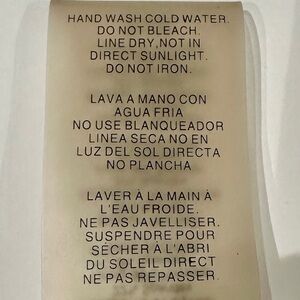 HAND WASH COLD WATER.
DO NOT BLEACH.
LINE DRY, NOT IN
DIRECT SUNLIGHT.
DO NOT IRON.
LAVA A MANO CON
AGUA FRIA
NO USE BLANQUEADOR
LINEA SECA NO EN
LUZ DEL SOL DIRECTA
NO PLANCHA
LAVER À LA MAIN À
L'EAU FROIDE.
NE PAS JAVELLISER.
SUSPENDRE POUR
SÉCHER À L'ABRI
DU SOLEIL DIRECT
NE PAS REPASSER.